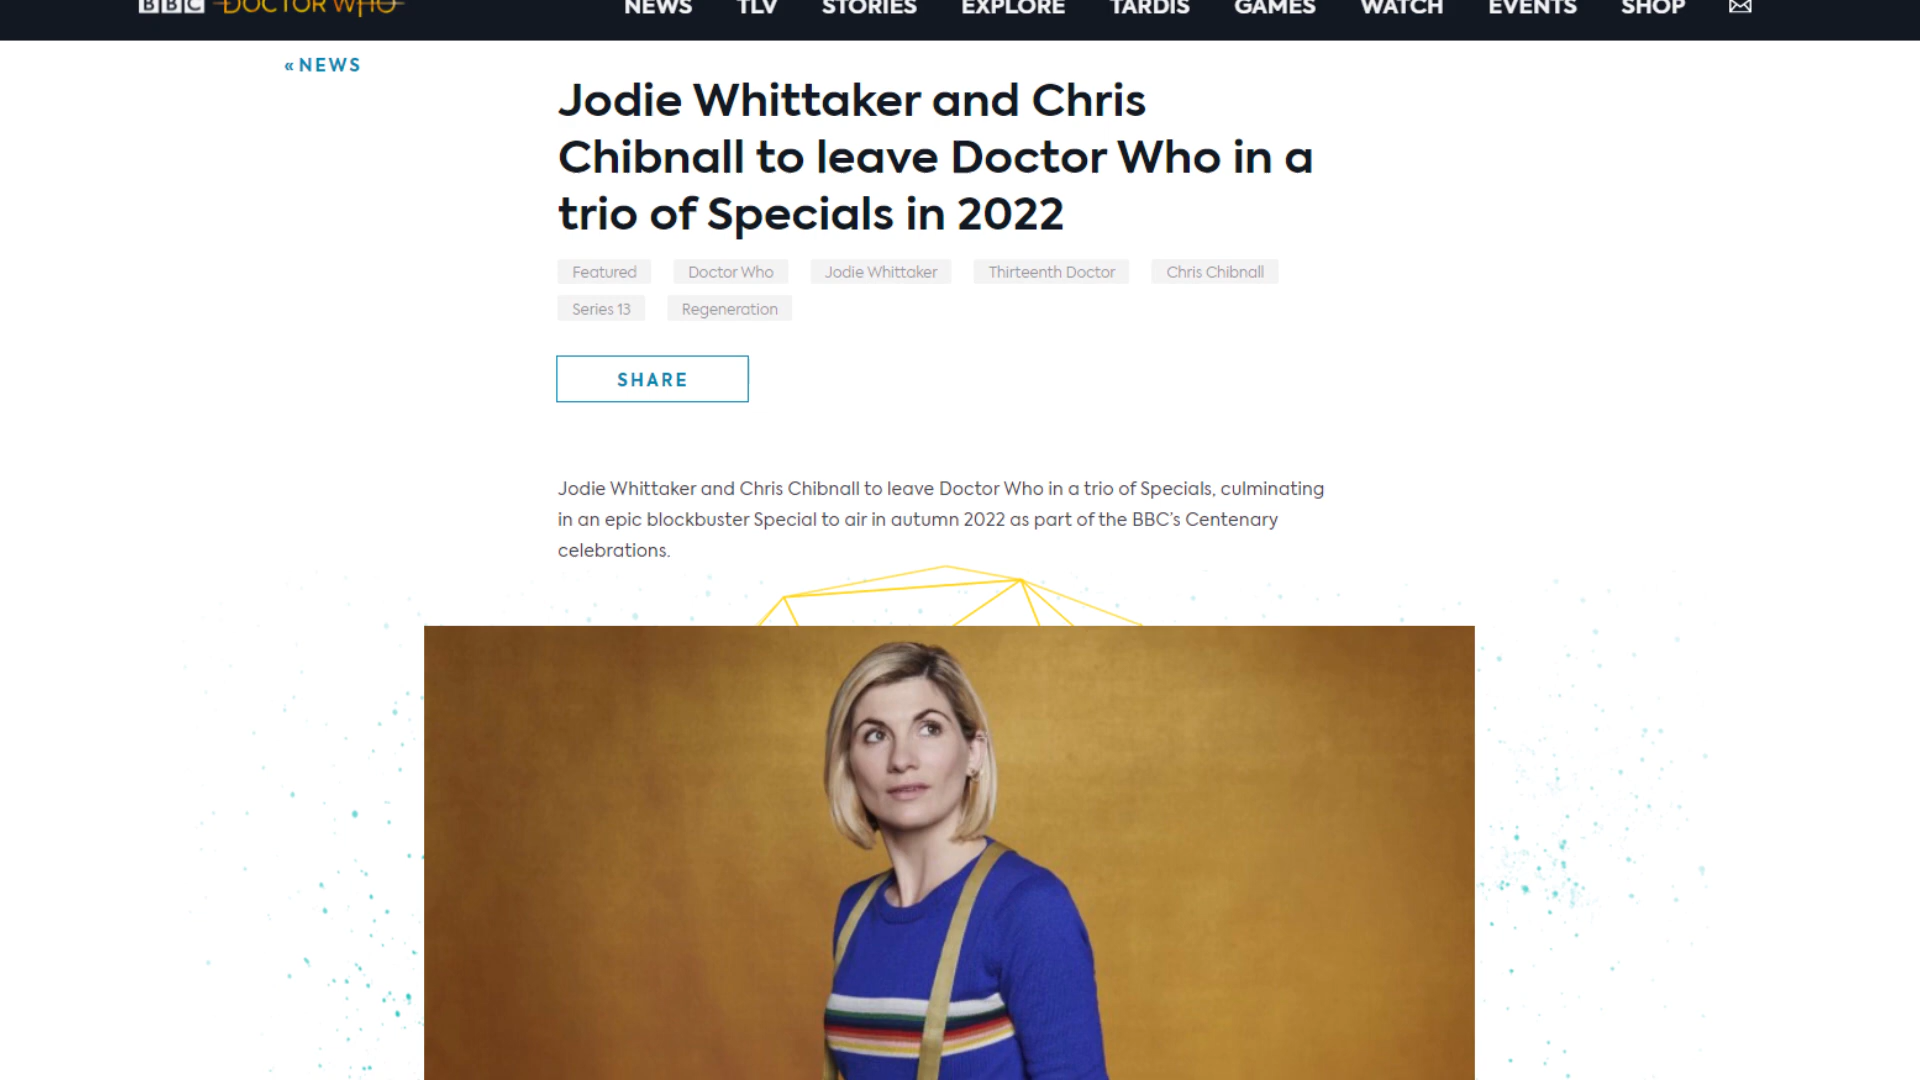 BBC DOCTOR WHO NEWS TLV STORIES EXPLORE TARDIS GAMES WATCH EVENTS SHOP
« NEWS
Jodie Whittaker and Chris
Chibnall to leave Doctor Who in a
trio of Specials in 2022
Featured Doctor Who Jodie Whittaker Thirteenth Doctor Chris Chibnall
Series 13 Regeneration
SHARE
Jodie Whittaker and Chris Chibnall to leave Doctor Who in a trio of Specials, culminating
in an epic blockbuster Special to air in autumn 2022 as part of the BBC’s Centenary
celebrations.